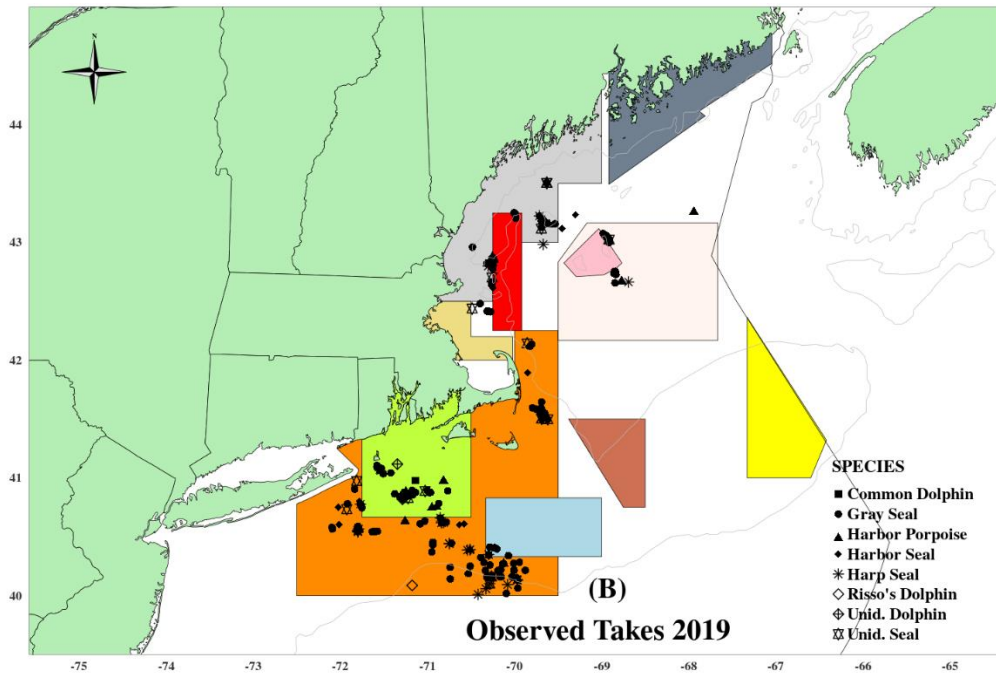 N
44
43
42
41
40
SPECIES
Common Dolphin
Gray Seal
Harbor Porpoise
Harbor Seal
Harp Seal
Risso's Dolphin
Unid. Dolphin
Unid. Seal
(B)
Observed Takes 2019
-75 -74 -73 -72 -71 -70 -69 -68 -67 -66 -65